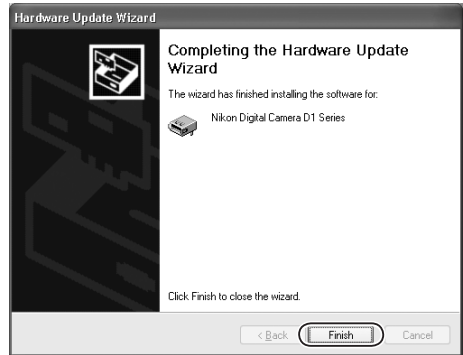 Hardware Update Wizard
Completing the Hardware Update
Wizard
The wizard has finished installing the software for:
Nikon Digital Camera D1 Series
Click Finish to close the wizard.
< Back Finish Cancel